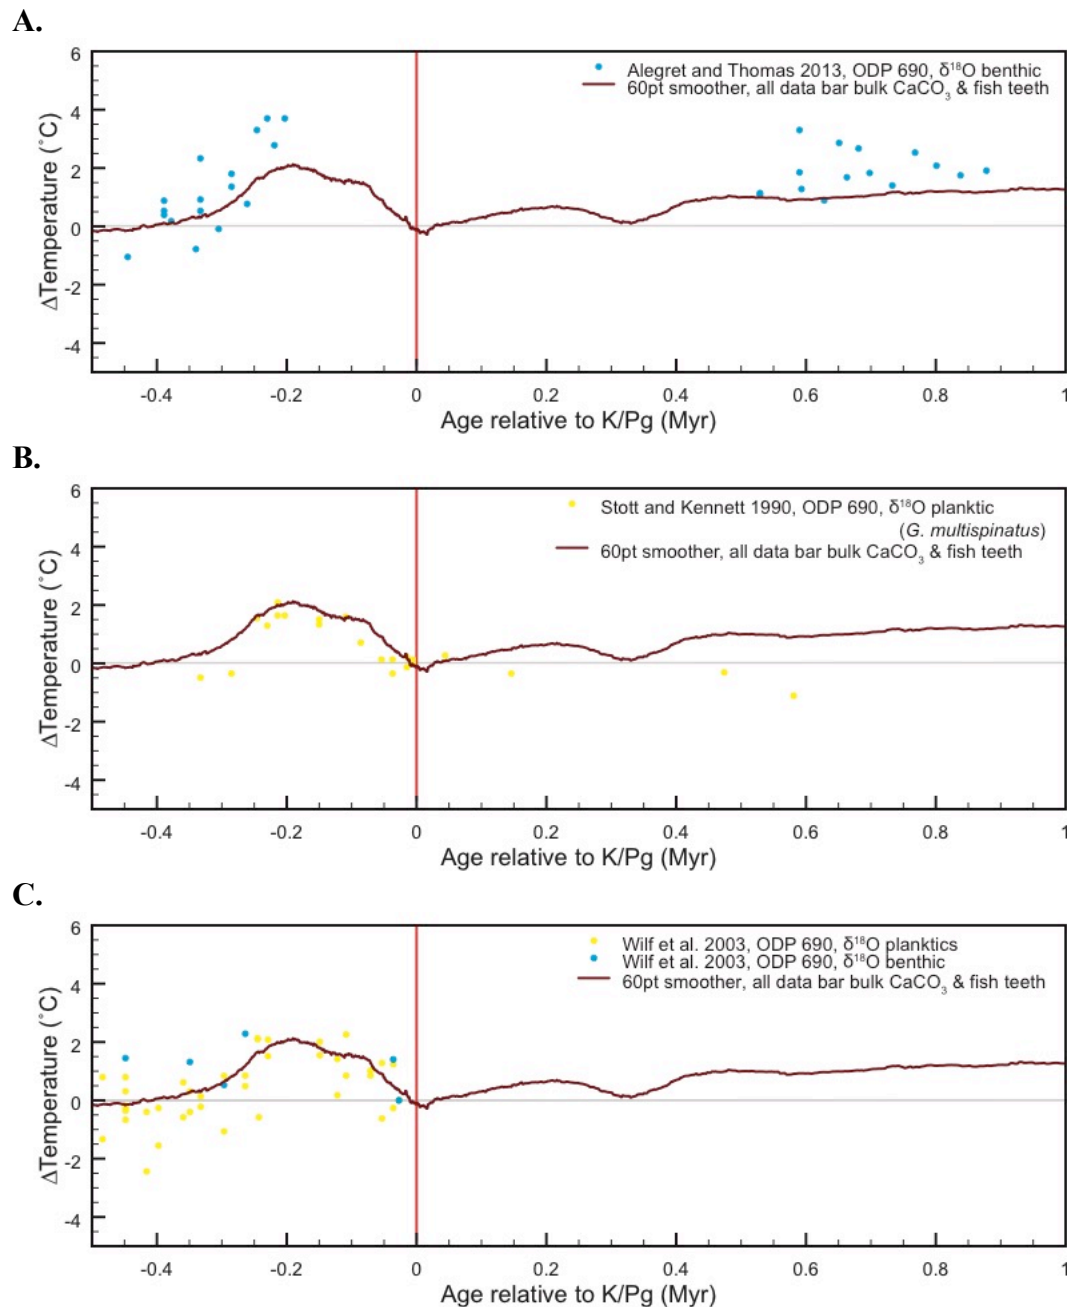 A.
6
4
2
0
-2
-4
ΔTemperature (˚C)
Alegret and Thomas 2013, ODP 690, δ¹⁸O benthic
60pt smoother, all data bar bulk CaCO₃ & fish teeth
-0.4 -0.2 0 0.2 0.4 0.6 0.8 1
Age relative to K/Pg (Myr)
B.
6
4
2
0
-2
-4
ΔTemperature (˚C)
Stott and Kennett 1990, ODP 690, δ¹⁸O planktic
(G. multispinatus)
60pt smoother, all data bar bulk CaCO₃ & fish teeth
-0.4 -0.2 0 0.2 0.4 0.6 0.8 1
Age relative to K/Pg (Myr)
C.
6
4
2
0
-2
-4
ΔTemperature (˚C)
Wilf et al. 2003, ODP 690, δ¹⁸O planktics
Wilf et al. 2003, ODP 690, δ¹⁸O benthic
60pt smoother, all data bar bulk CaCO₃ & fish teeth
-0.4 -0.2 0 0.2 0.4 0.6 0.8 1
Age relative to K/Pg (Myr)